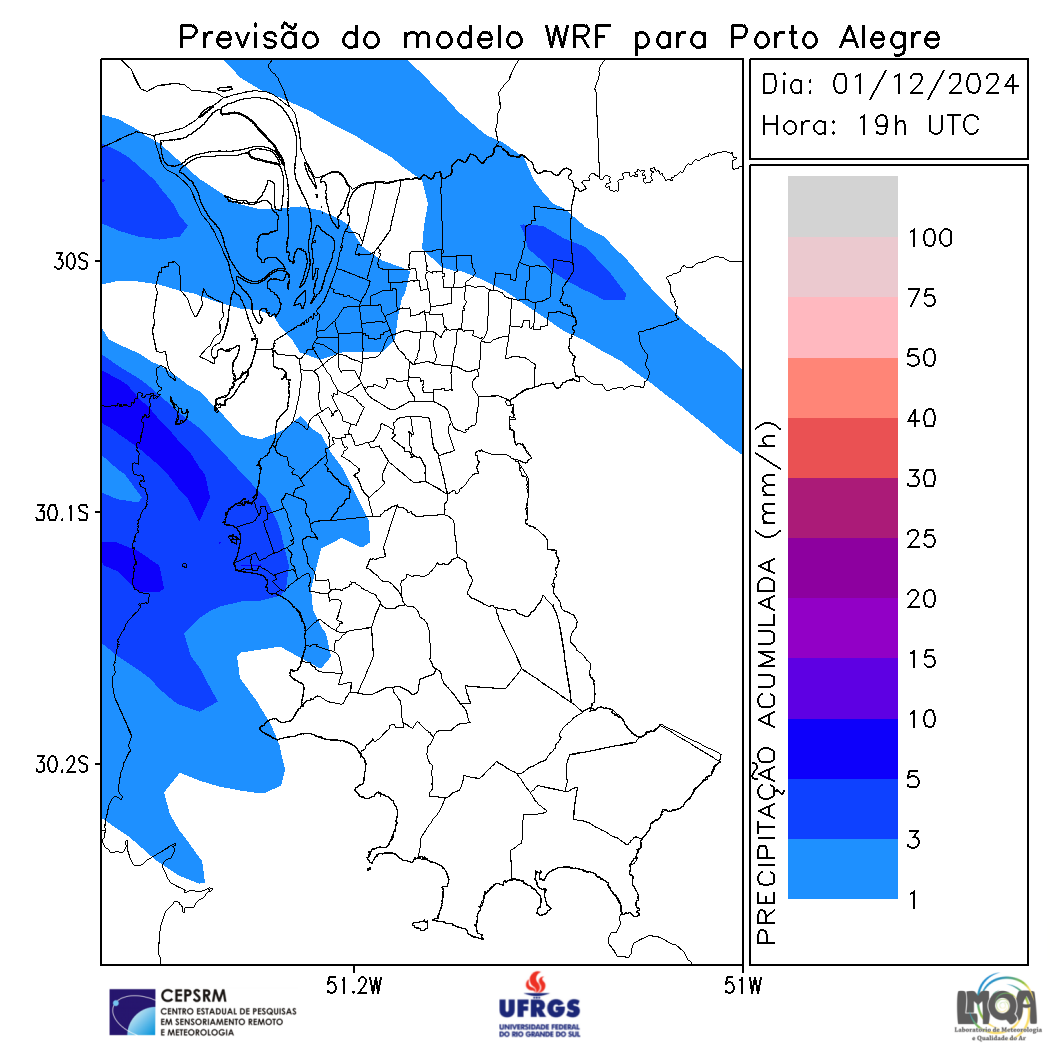 Previsão do modelo WRF para Porto Alegre
Dia: 01/12/2024
Hora: 19h UTC
30S
30.1S
30.2S
51.2W
51W
PRECIPITAÇÃO ACUMULADA (mm/h)
100
75
50
40
30
25
20
15
10
5
3
1
CEPSRM
CENTRO ESTADUAL DE PESQUISAS
EM SENSORIAMENTO REMOTO
E METEOROLOGIA
UFRGS
UNIVERSIDADE FEDERAL
DO RIO GRANDE DO SUL
LMQA
Laboratório de Meteorologia
e Qualidade do Ar